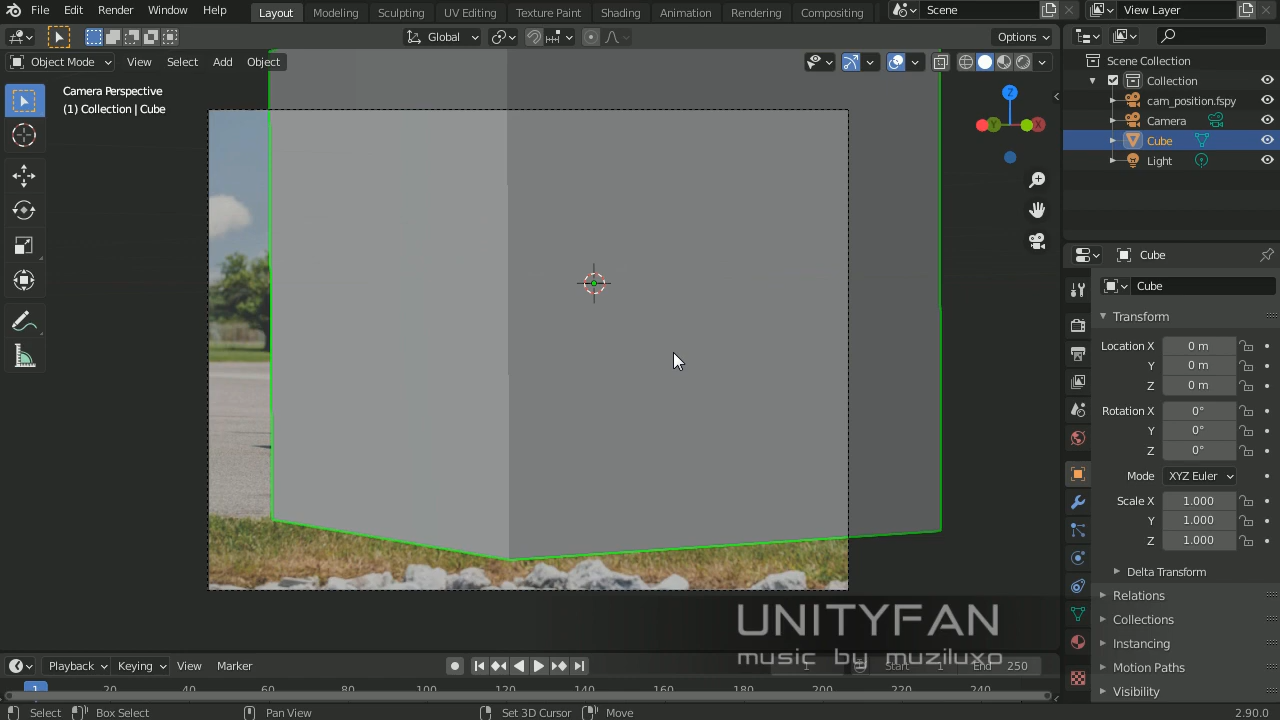 File Edit Render Window Help Layout Modeling Sculpting UV Editing Texture Paint Shading Animation Rendering Compositing Scene View Layer
Global Options
Object Mode View Select Add Object
Camera Perspective
(1) Collection | Cube
Z
Y X
Scene Collection
Collection
cam_position.fspy
Camera
Cube
Light
Cube
Cube
Transform
Location X 0 m
Y 0 m
Z 0 m
Rotation X 0°
Y 0°
Z 0°
Mode XYZ Euler
Scale X 1.000
Y 1.000
Z 1.000
Delta Transform
Relations
Collections
Instancing
Motion Paths
Visibility
UNITYFAN
music by muziluxo
Playback Keying View Marker 1 Start 1 End 250
1 20 40 60 80 100 120 140 160 180 200 220 240
Select Box Select Pan View Set 3D Cursor Move 2.90.0